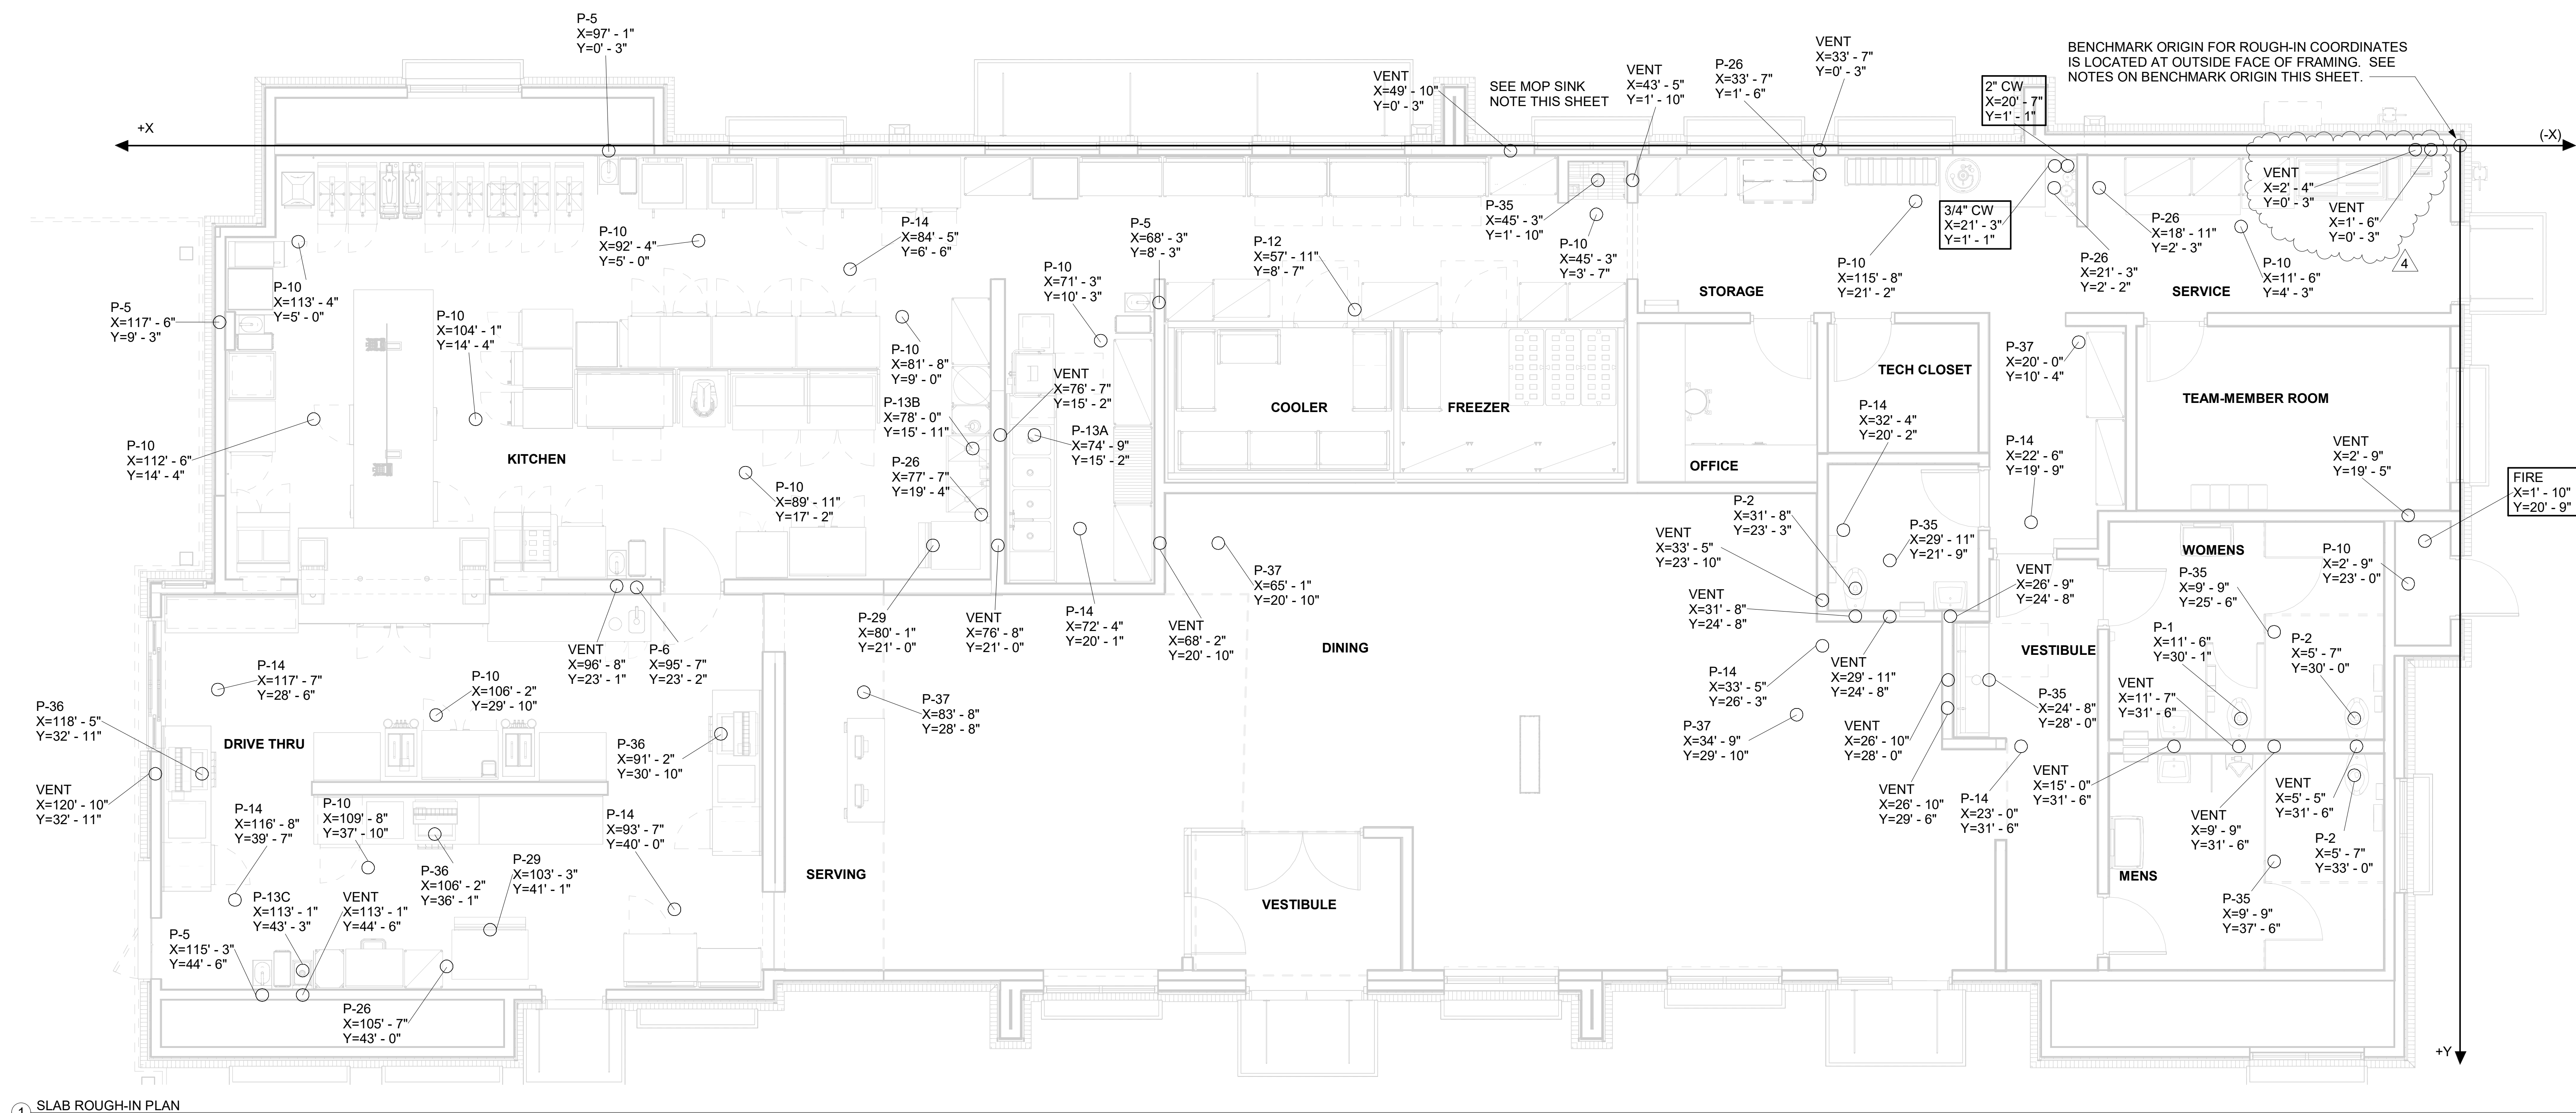 P-5
X=97' - 1"
Y=0' - 3"
VENT
X=49' - 10"
Y=0' - 3"
SEE MOP SINK
NOTE THIS SHEET
VENT
X=43' - 5"
Y=1' - 10"
P-26
X=33' - 7"
Y=1' - 6"
VENT
X=33' - 7"
Y=0' - 3"
2" CW
X=20' - 7"
Y=1' - 1"
BENCHMARK ORIGIN FOR ROUGH-IN COORDINATES
IS LOCATED AT OUTSIDE FACE OF FRAMING. SEE
NOTES ON BENCHMARK ORIGIN THIS SHEET.
+X
(-X)
VENT
X=2' - 4"
Y=0' - 3"
VENT
X=1' - 6"
Y=0' - 3"
4
P-10
X=92' - 4"
Y=5' - 0"
P-14
X=84' - 5"
Y=6' - 6"
P-5
X=68' - 3"
Y=8' - 3"
P-12
X=57' - 11"
Y=8' - 7"
P-35
X=45' - 3"
Y=1' - 10"
P-10
X=45' - 3"
Y=3' - 7"
3/4" CW
X=21' - 3"
Y=1' - 1"
P-26
X=18' - 11"
Y=2' - 3"
P-10
X=115' - 8"
Y=21' - 2"
P-26
X=21' - 3"
Y=2' - 2"
P-10
X=11' - 6"
Y=4' - 3"
STORAGE
SERVICE
P-5
X=117' - 6"
Y=9' - 3"
P-10
X=113' - 4"
Y=5' - 0"
P-10
X=104' - 1"
Y=14' - 4"
P-10
X=71' - 3"
Y=10' - 3"
P-10
X=81' - 8"
Y=9' - 0"
VENT
X=76' - 7"
Y=15' - 2"
P-13B
X=78' - 0"
Y=15' - 11"
P-13A
X=74' - 9"
Y=15' - 2"
COOLER
FREEZER
TECH CLOSET
P-37
X=20' - 0"
Y=10' - 4"
TEAM-MEMBER ROOM
P-10
X=112' - 6"
Y=14' - 4"
KITCHEN
P-10
X=89' - 11"
Y=17' - 2"
P-26
X=77' - 7"
Y=19' - 4"
OFFICE
P-14
X=32' - 4"
Y=20' - 2"
P-14
X=22' - 6"
Y=19' - 9"
VENT
X=2' - 9"
Y=19' - 5"
FIRE
X=1' - 10"
Y=20' - 9"
P-2
X=31' - 8"
Y=23' - 3"
VENT
X=33' - 5"
Y=23' - 10"
P-35
X=29' - 11"
Y=21' - 9"
WOMENS
P-10
X=2' - 9"
Y=23' - 0"
P-37
X=65' - 1"
Y=20' - 10"
VENT
X=26' - 9"
Y=24' - 8"
P-35
X=9' - 9"
Y=25' - 6"
VENT
X=31' - 8"
Y=24' - 8"
P-29
X=80' - 1"
Y=21' - 0"
VENT
X=76' - 8"
Y=21' - 0"
P-14
X=72' - 4"
Y=20' - 1"
VENT
X=68' - 2"
Y=20' - 10"
DINING
VENT
X=96' - 8"
Y=23' - 1"
P-6
X=95' - 7"
Y=23' - 2"
P-14
X=117' - 7"
Y=28' - 6"
P-10
X=106' - 2"
Y=29' - 10"
P-37
X=83' - 8"
Y=28' - 8"
P-14
X=33' - 5"
Y=26' - 3"
VENT
X=29' - 11"
Y=24' - 8"
VESTIBULE
P-1
X=11' - 6"
Y=30' - 1"
P-2
X=5' - 7"
Y=30' - 0"
VENT
X=11' - 7"
Y=31' - 6"
P-35
X=24' - 8"
Y=28' - 0"
P-36
X=118' - 5"
Y=32' - 11"
DRIVE THRU
P-36
X=91' - 2"
Y=30' - 10"
P-37
X=34' - 9"
Y=29' - 10"
VENT
X=26' - 10"
Y=28' - 0"
VENT
X=26' - 10"
Y=29' - 6"
P-14
X=23' - 0"
Y=31' - 6"
VENT
X=15' - 0"
Y=31' - 6"
VENT
X=9' - 9"
Y=31' - 6"
VENT
X=5' - 5"
Y=31' - 6"
P-2
X=5' - 7"
Y=33' - 0"
VENT
X=120' - 10"
Y=32' - 11"
P-14
X=116' - 8"
Y=39' - 7"
P-10
X=109' - 8"
Y=37' - 10"
P-36
X=106' - 2"
Y=36' - 1"
P-29
X=103' - 3"
Y=41' - 1"
P-14
X=93' - 7"
Y=40' - 0"
SERVING
VESTIBULE
MENS
P-35
X=9' - 9"
Y=37' - 6"
P-13C
X=113' - 1"
Y=43' - 3"
VENT
X=113' - 1"
Y=44' - 6"
P-5
X=115' - 3"
Y=44' - 6"
P-26
X=105' - 7"
Y=43' - 0"
+Y
1
SLAB ROUGH-IN PLAN